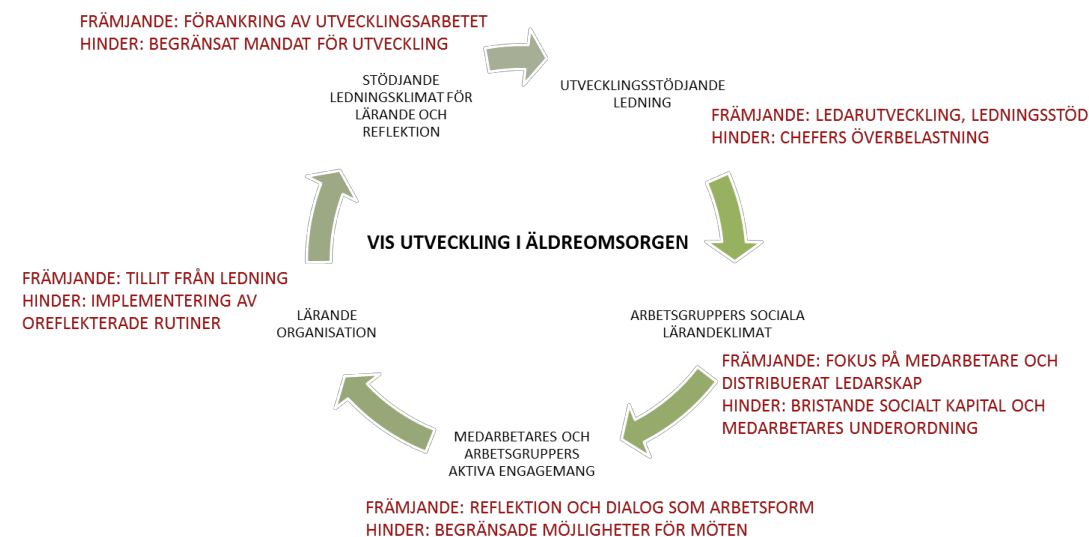 FRÄMJANDE: FÖRANKRING AV UTVECKLINGSARBETET
HINDER: BEGRÄNSAT MANDAT FÖR UTVECKLING
STÖDJANDE
LEDNINGSKLIMAT FÖR
LÄRANDE OCH
REFLEKTION
UTVECKLINGSSTÖDJANDE
LEDNING
FRÄMJANDE: LEDARUTVECKLING, LEDNINGSSTÖD
HINDER: CHEFERS ÖVERBELASTNING
VIS UTVECKLING I ÄLDREOMSORGEN
FRÄMJANDE: TILLIT FRÅN LEDNING
HINDER: IMPLEMENTERING AV
OREFLEKTERADE RUTINER
LÄRANDE
ORGANISATION
ARBETSGRUPPERS SOCIALA
LÄRANDEKLIMAT
FRÄMJANDE: FOKUS PÅ MEDARBETARE OCH
DISTRIBUERAT LEDARSKAP
HINDER: BRISTANDE SOCIALT KAPITAL OCH
MEDARBETARES UNDERORDNING
MEDARBETARES OCH
ARBETSGRUPPERS
AKTIVA ENGAGEMANG
FRÄMJANDE: REFLEKTION OCH DIALOG SOM ARBETSFORM
HINDER: BEGRÄNSADE MÖJLIGHETER FÖR MÖTEN